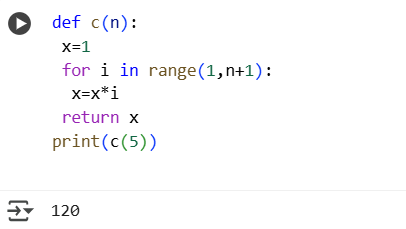 def c(n):
 x=1
 for i in range(1,n+1):
  x=x*i
 return x
print(c(5))
120